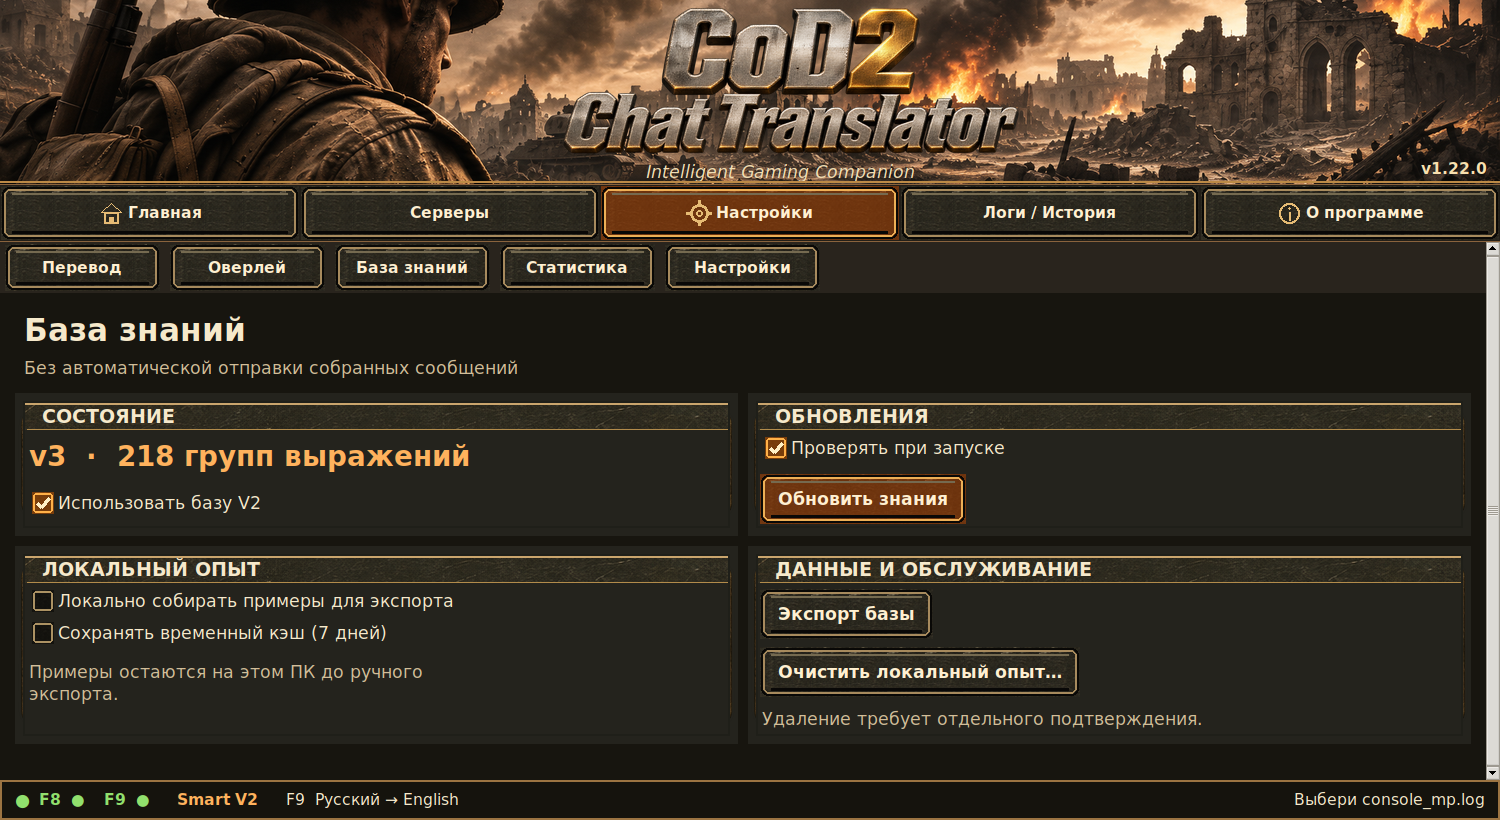 CoD2
Chat Translator
Intelligent Gaming Companion
v1.22.0
Главная
Серверы
Настройки
Логи / История
О программе
Перевод
Оверлей
База знаний
Статистика
Настройки
База знаний
Без автоматической отправки собранных сообщений
СОСТОЯНИЕ
v3 · 218 групп выражений
Использовать базу V2
ОБНОВЛЕНИЯ
Проверять при запуске
Обновить знания
ЛОКАЛЬНЫЙ ОПЫТ
Локально собирать примеры для экспорта
Сохранять временный кэш (7 дней)
Примеры остаются на этом ПК до ручного
экспорта.
ДАННЫЕ И ОБСЛУЖИВАНИЕ
Экспорт базы
Очистить локальный опыт…
Удаление требует отдельного подтверждения.
● F8 ● F9 ● Smart V2 F9 Русский → English
Выбери console_mp.log